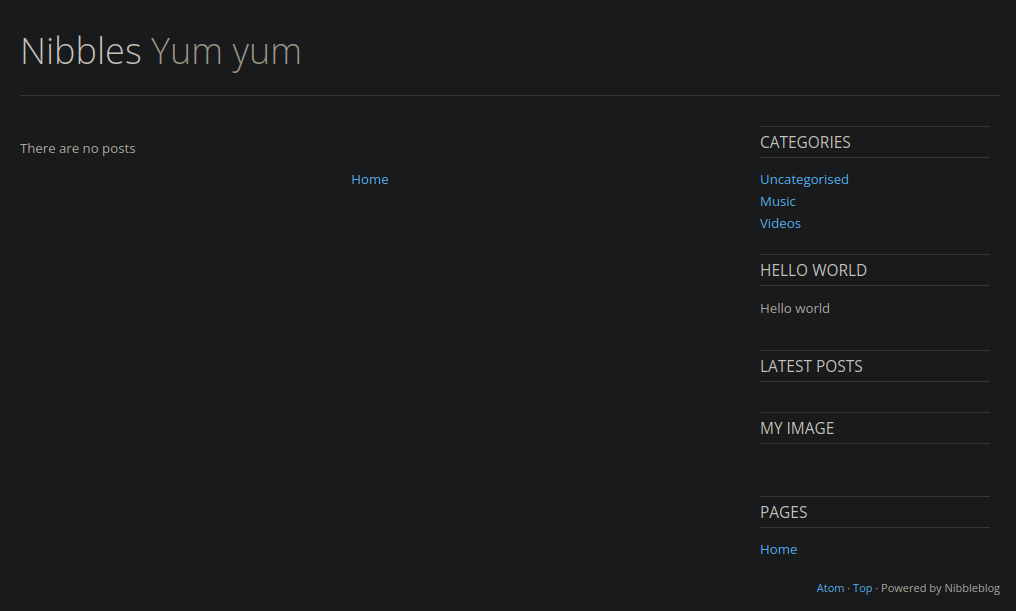 Nibbles Yum yum
There are no posts
Home
CATEGORIES
Uncategorised
Music
Videos
HELLO WORLD
Hello world
LATEST POSTS
MY IMAGE
PAGES
Home
Atom · Top · Powered by Nibbleblog